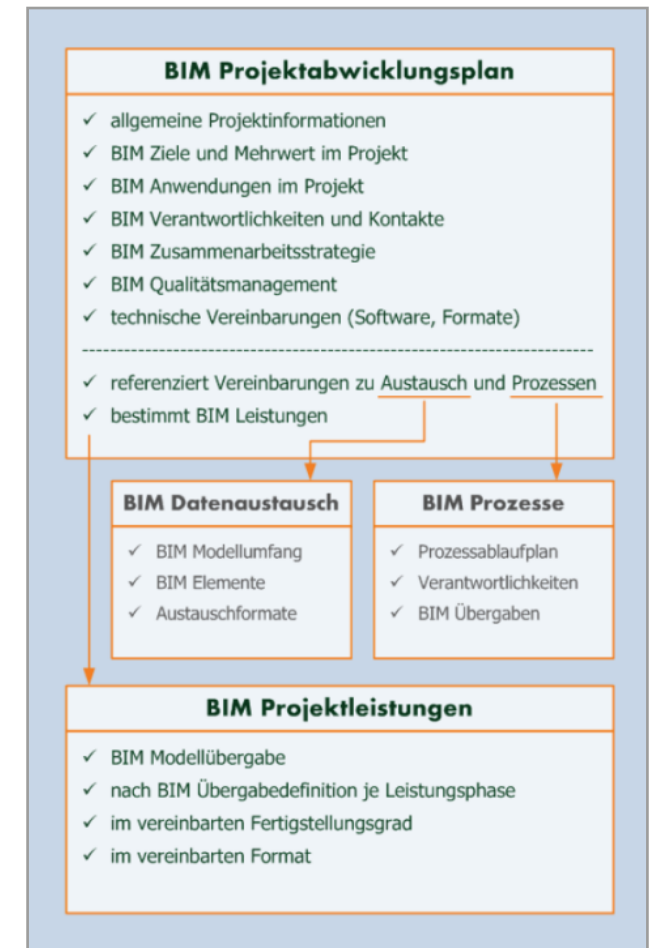 BIM Projektabwicklungsplan
✓ allgemeine Projektinformationen
✓ BIM Ziele und Mehrwert im Projekt
✓ BIM Anwendungen im Projekt
✓ BIM Verantwortlichkeiten und Kontakte
✓ BIM Zusammenarbeitsstrategie
✓ BIM Qualitätsmanagement
✓ technische Vereinbarungen (Software, Formate)
✓ referenziert Vereinbarungen zu Austausch und Prozessen
✓ bestimmt BIM Leistungen
BIM Datenaustausch
✓ BIM Modellumfang
✓ BIM Elemente
✓ Austauschformate
BIM Prozesse
✓ Prozessablaufplan
✓ Verantwortlichkeiten
✓ BIM Übergaben
BIM Projektleistungen
✓ BIM Modellübergabe
✓ nach BIM Übergabedefinition je Leistungsphase
✓ im vereinbarten Fertigstellungsgrad
✓ im vereinbarten Format